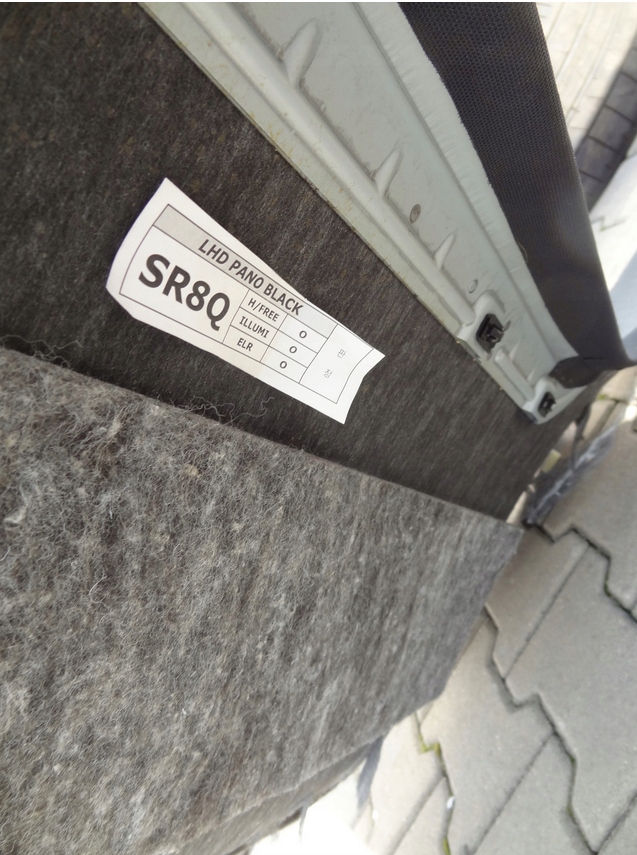 LHD PANO BLACK
SR8Q
H/FREE O
ILLUMI O
ELR O